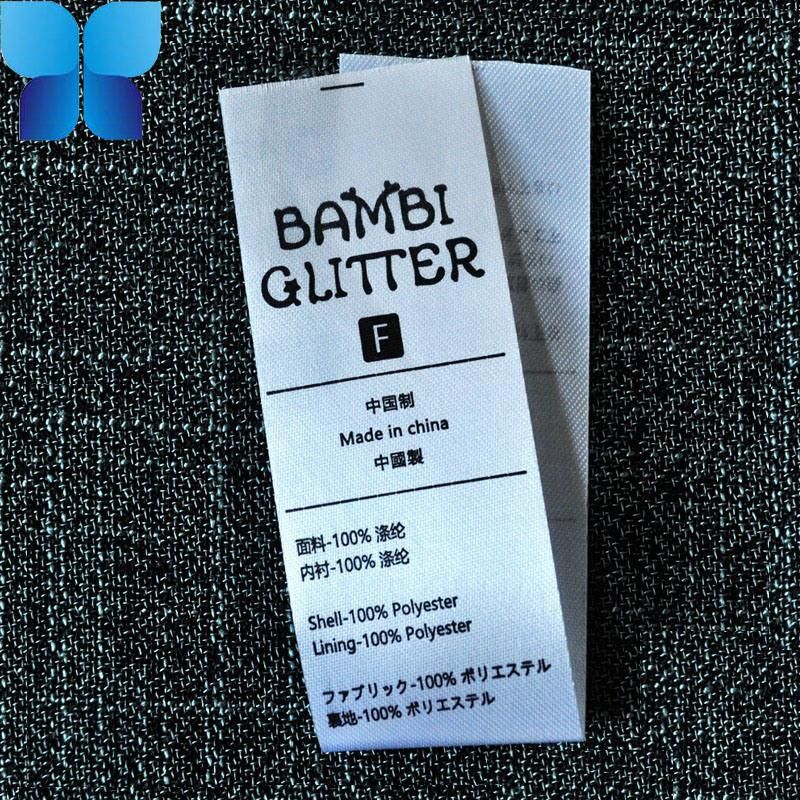 BAMBI
GLITTER
F
中国制
Made in china
中國製
面料-100% 涤纶
内衬-100% 涤纶
Shell-100% Polyester
Lining-100% Polyester
ファブリック-100% ポリエステル
裏地-100% ポリエステル